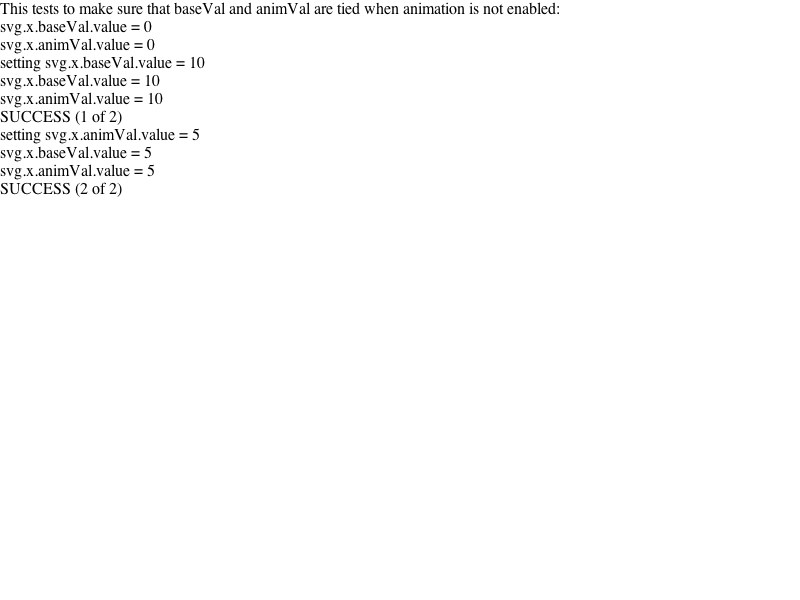 This tests to make sure that baseVal and animVal are tied when animation is not enabled:
svg.x.baseVal.value = 0
svg.x.animVal.value = 0
setting svg.x.baseVal.value = 10
svg.x.baseVal.value = 10
svg.x.animVal.value = 10
SUCCESS (1 of 2)
setting svg.x.animVal.value = 5
svg.x.baseVal.value = 5
svg.x.animVal.value = 5
SUCCESS (2 of 2)